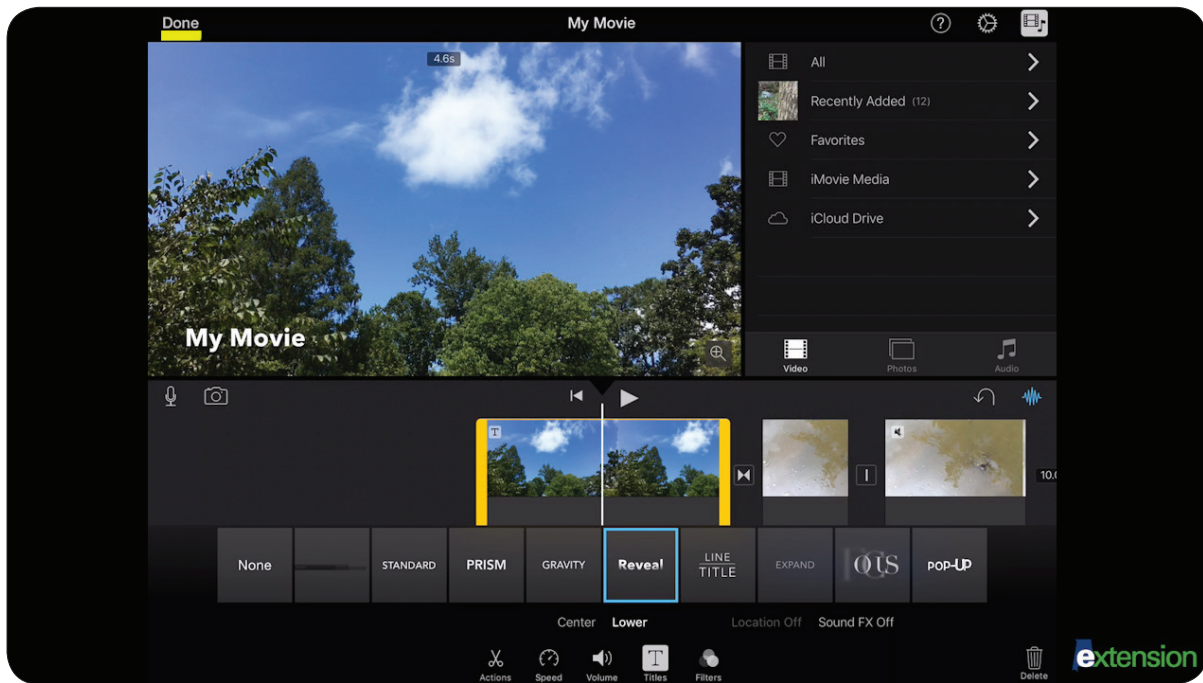 Done
My Movie
4.6s
All
Recently Added (12)
Favorites
iMovie Media
iCloud Drive
My Movie
Video
Photos
Audio
T
10.0
None
STANDARD
PRISM
GRAVITY
Reveal
LINE
TITLE
EXPAND
FOCUS
POP-UP
Center
Lower
Location Off
Sound FX Off
T
Actions
Speed
Volume
Titles
Filters
Delete
extension